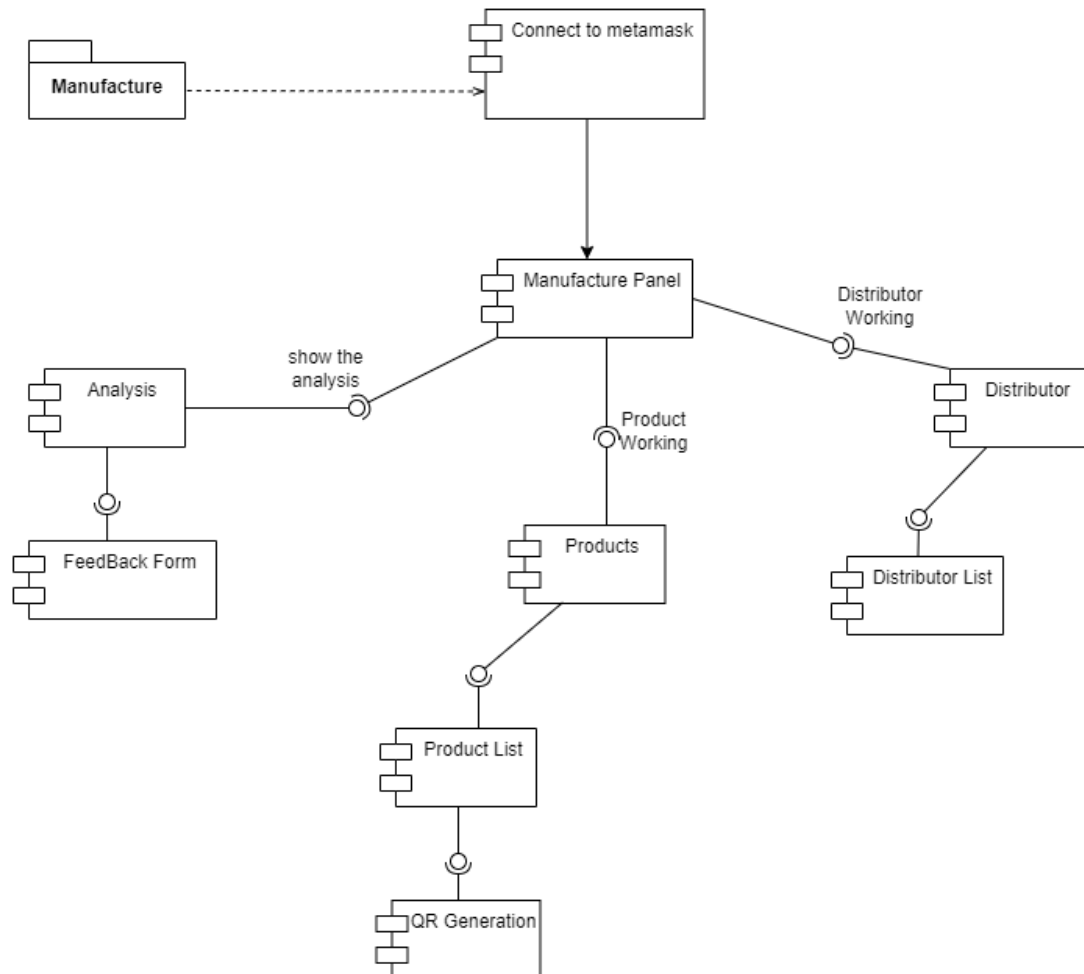 Connect to metamask
Manufacture
Manufacture Panel
Distributor
Working
show the
analysis
Analysis
Distributor
Product
Working
FeedBack Form
Products
Distributor List
Product List
QR Generation